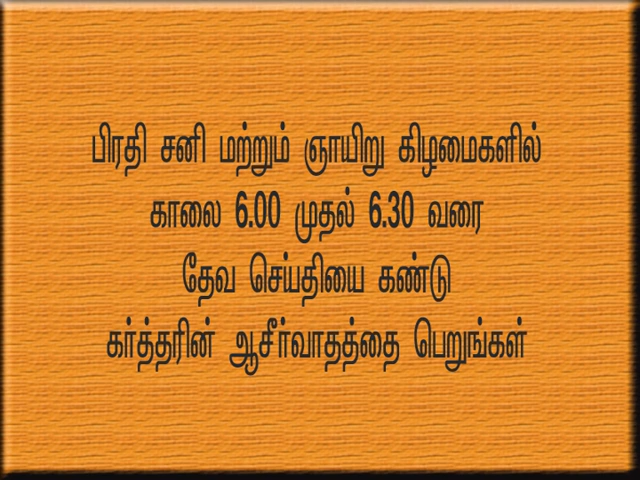 பிரதி சனி மற்றும் ஞாயிறு கிழமைகளில்
காலை 6.00 முதல் 6.30 வரை
தேவ செய்தியை கண்டு
கர்த்தரின் ஆசீர்வாதத்தை பெறுங்கள்